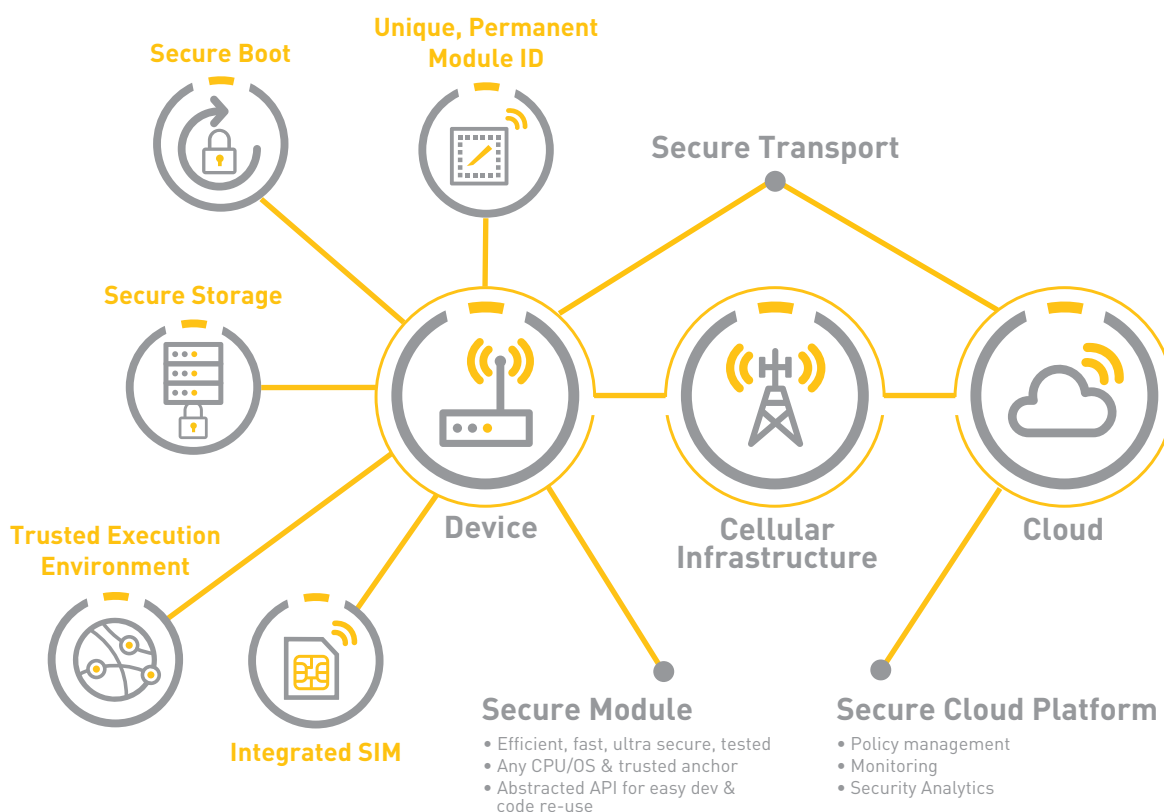 Secure Boot
Unique, Permanent
Module ID
Secure Transport
Secure Storage
Device
Cellular
Infrastructure
Cloud
Trusted Execution
Environment
Integrated SIM
Secure Module
• Efficient, fast, ultra secure, tested
• Any CPU/OS & trusted anchor
• Abstracted API for easy dev &
code re-use
Secure Cloud Platform
• Policy management
• Monitoring
• Security Analytics